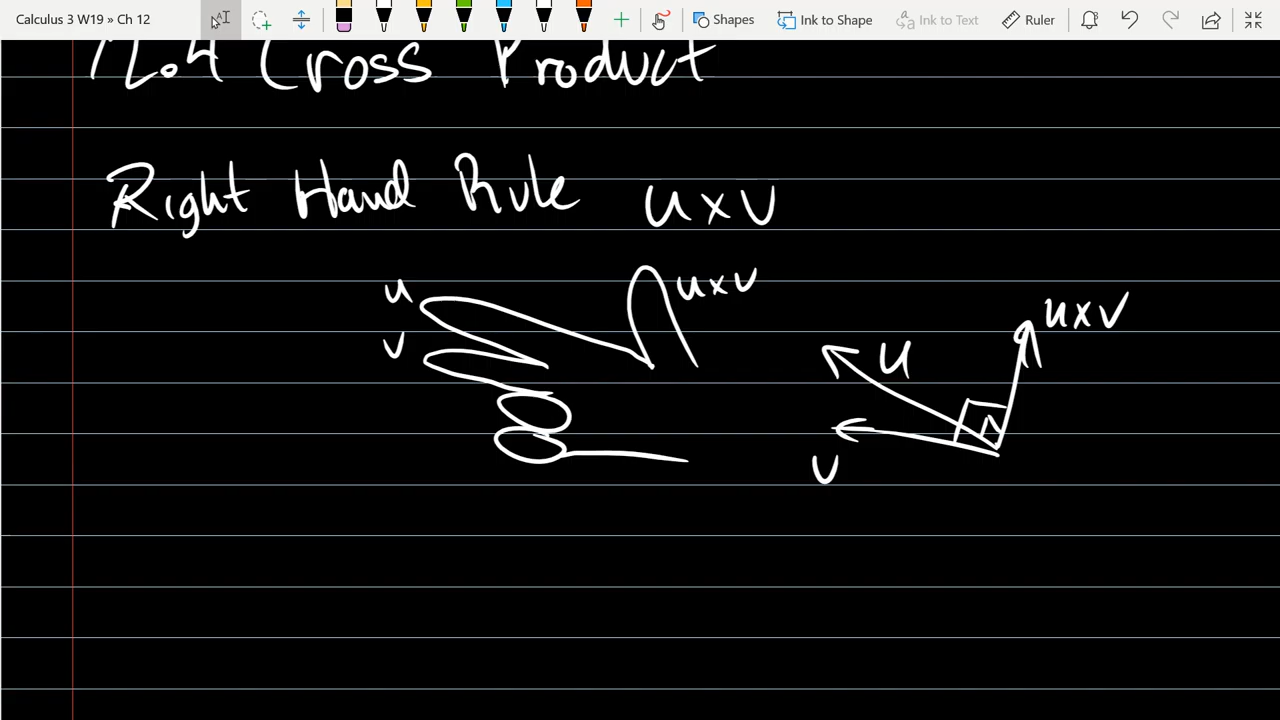 Calculus 3 W19 » Ch 12
Shapes
Ink to Shape
Ink to Text
Ruler
12.4 Cross Product
Right Hand Rule u×v
u
u×v
v
u
u×v
v